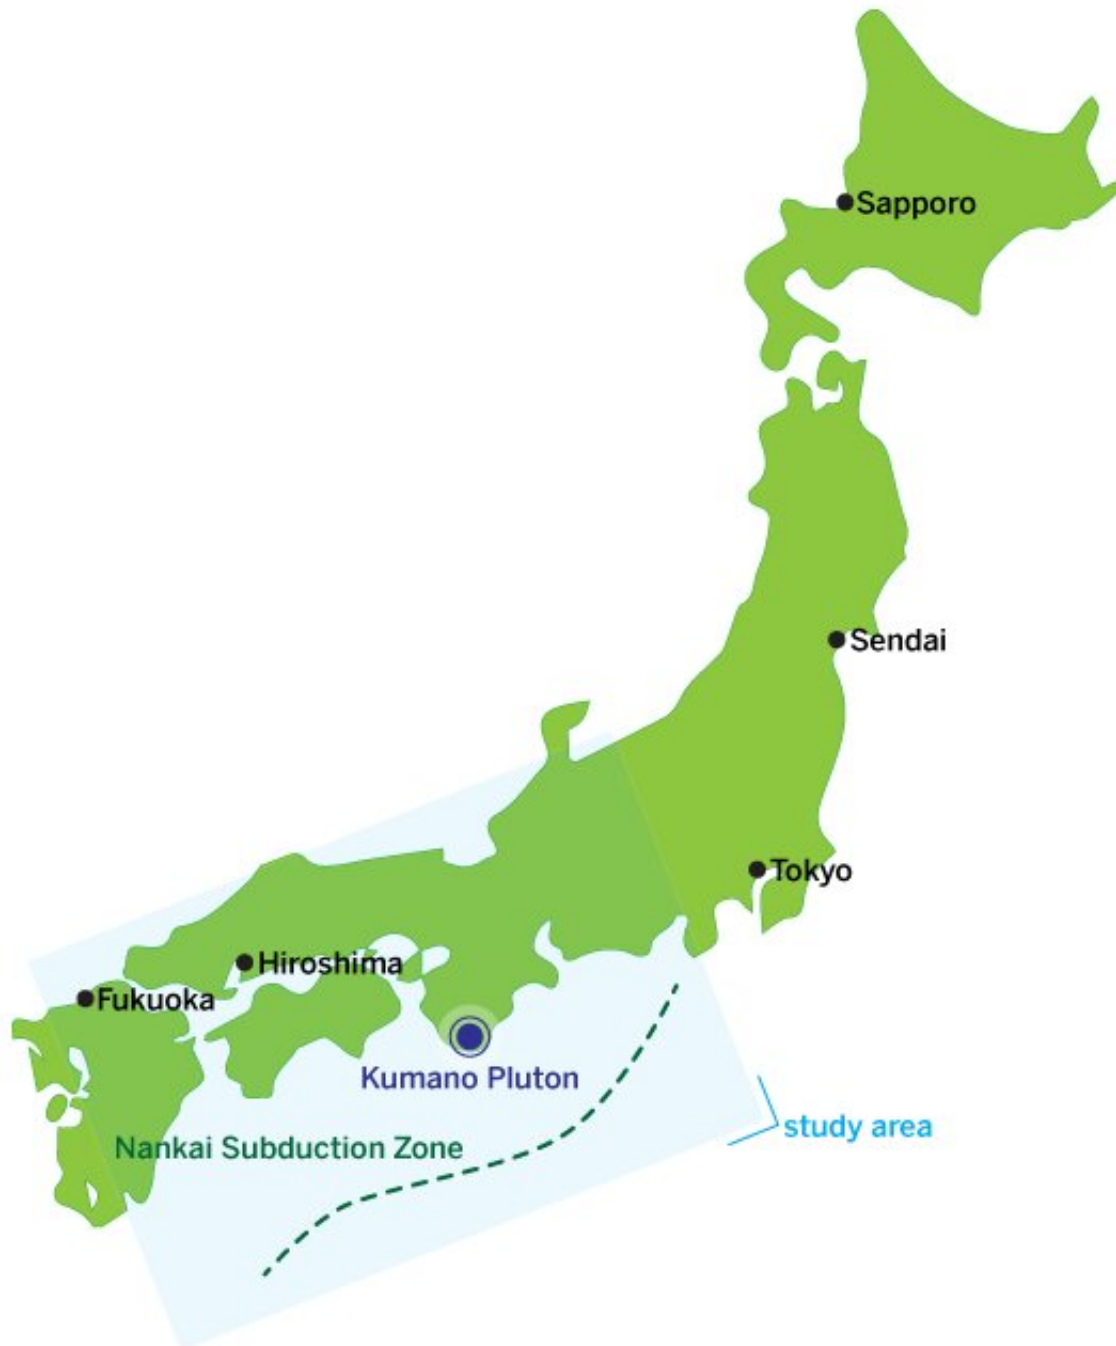 Sapporo
Sendai
Tokyo
Hiroshima
Fukuoka
Kumano Pluton
study area
Nankai Subduction Zone